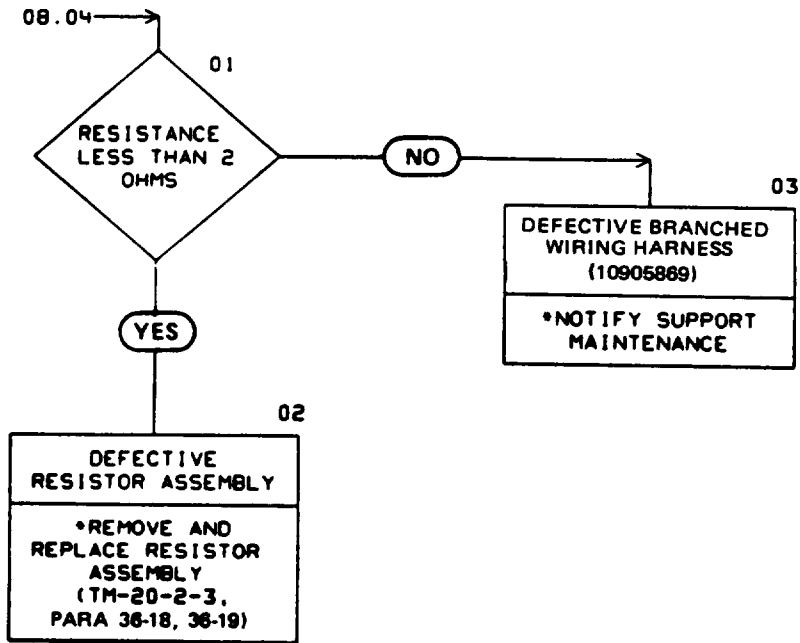 08.04
01
RESISTANCE
LESS THAN 2
OHMS
NO
03
DEFECTIVE BRANCHED
WIRING HARNESS
(10905869)
*NOTIFY SUPPORT
MAINTENANCE
YES
02
DEFECTIVE
RESISTOR ASSEMBLY
*REMOVE AND
REPLACE RESISTOR
ASSEMBLY
(TM-20-2-3,
PARA 36-18, 36-19)